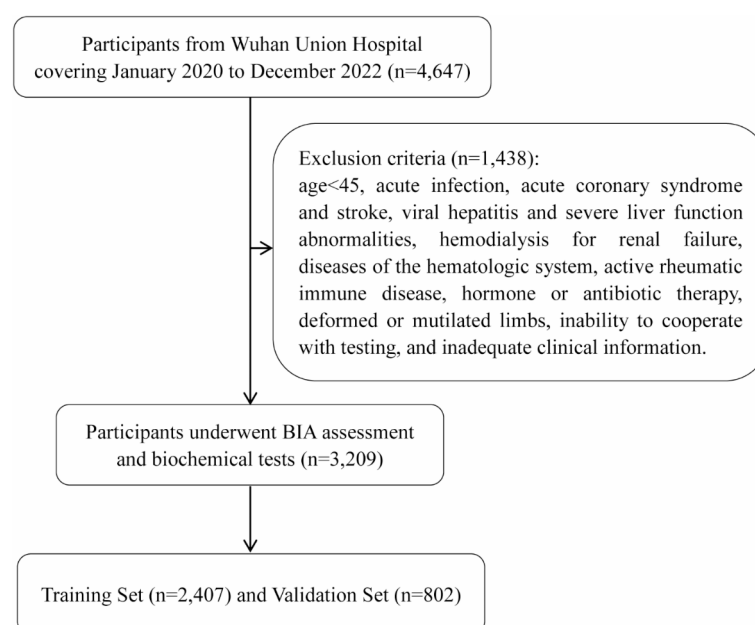 Participants from Wuhan Union Hospital
covering January 2020 to December 2022 (n=4,647)
Exclusion criteria (n=1,438):
age<45, acute infection, acute coronary syndrome
and stroke, viral hepatitis and severe liver function
abnormalities, hemodialysis for renal failure,
diseases of the hematologic system, active rheumatic
immune disease, hormone or antibiotic therapy,
deformed or mutilated limbs, inability to cooperate
with testing, and inadequate clinical information.
Participants underwent BIA assessment
and biochemical tests (n=3,209)
Training Set (n=2,407) and Validation Set (n=802)